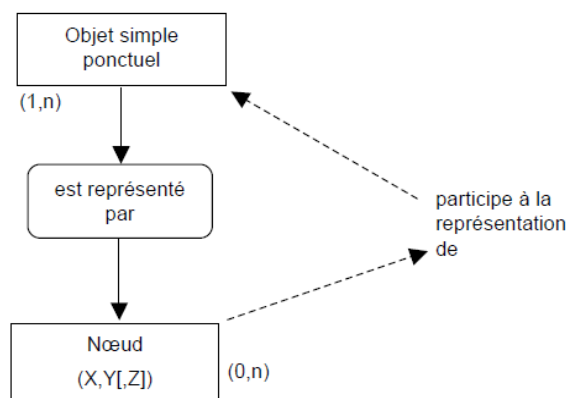 Objet simple
ponctuel
(1,n)
est représenté
par
participe à la
représentation
de
Nœud
(X,Y[,Z])
(0,n)